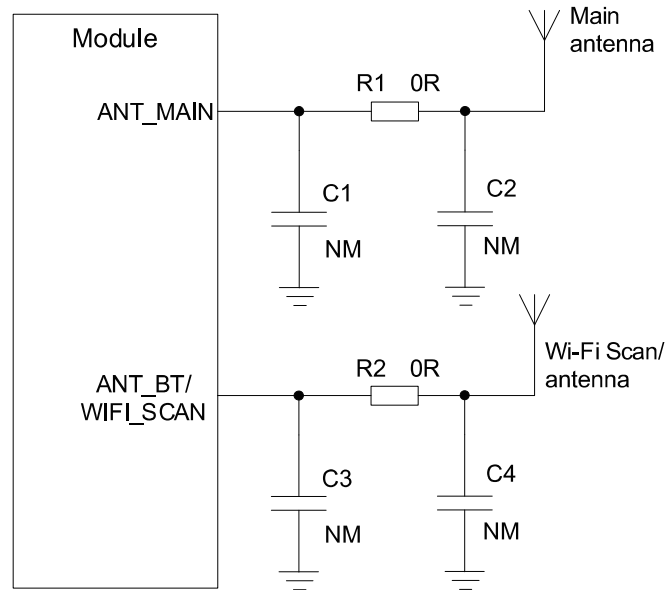 Module
Main
antenna
R1 0R
ANT_MAIN
C1
C2
NM
NM
Wi-Fi Scan/
antenna
R2 0R
ANT_BT/
WIFI_SCAN
C3
C4
NM
NM